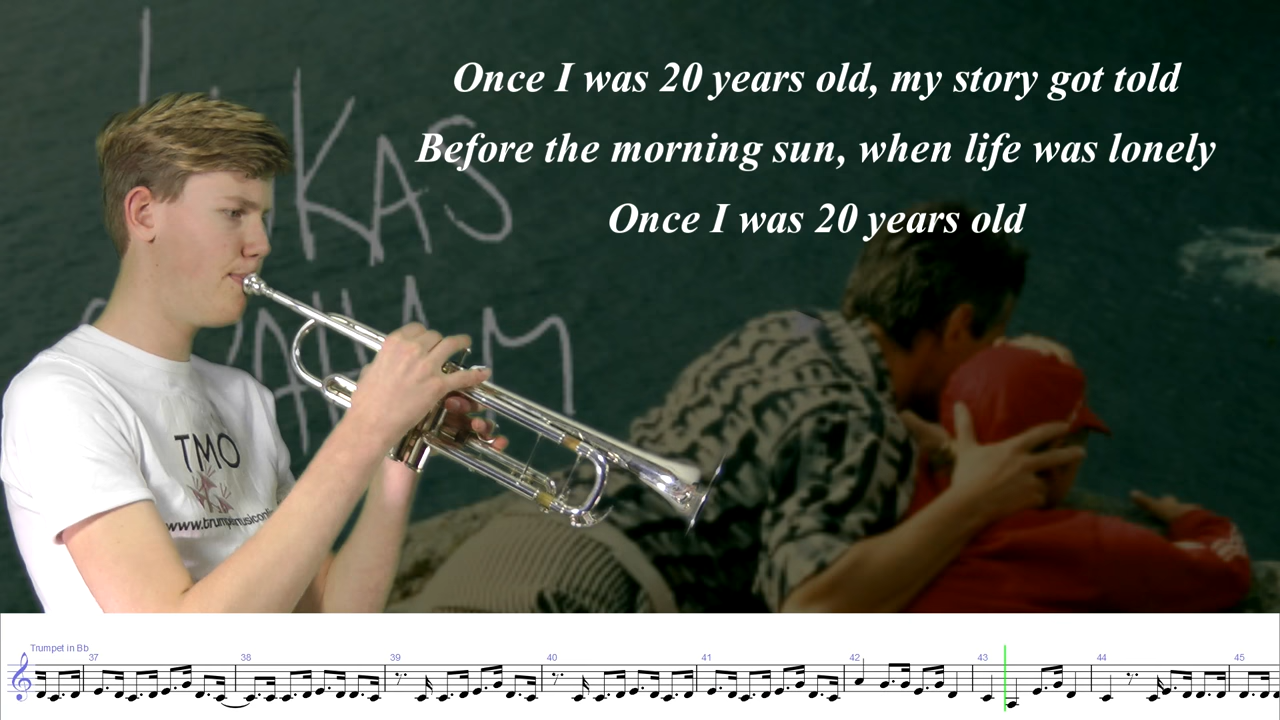 Once I was 20 years old, my story got told
Before the morning sun, when life was lonely
Once I was 20 years old
KAS
TMO
Trumpet in Bb
37
38
39
40
41
42
43
44
45